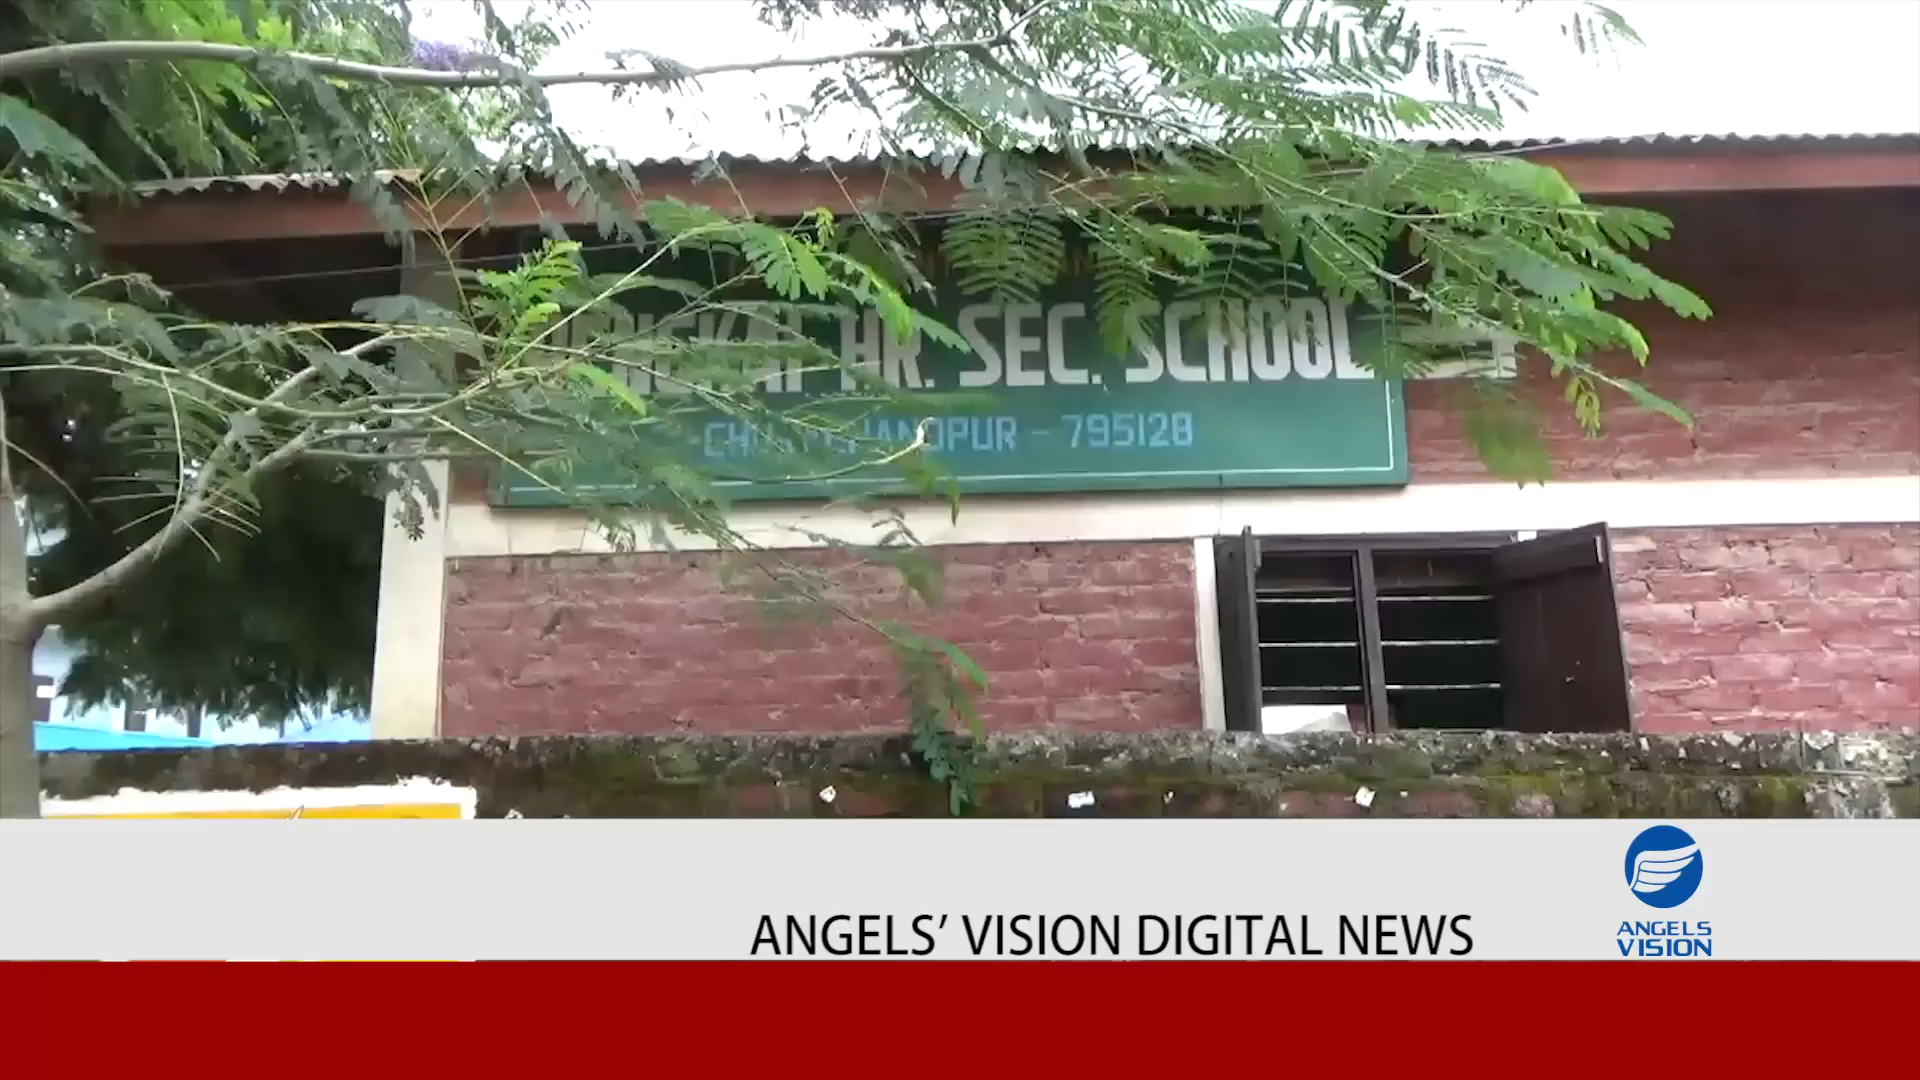 HR. SEC. SCHOOL
- 795128
ANGELS’ VISION DIGITAL NEWS
ANGELS
VISION